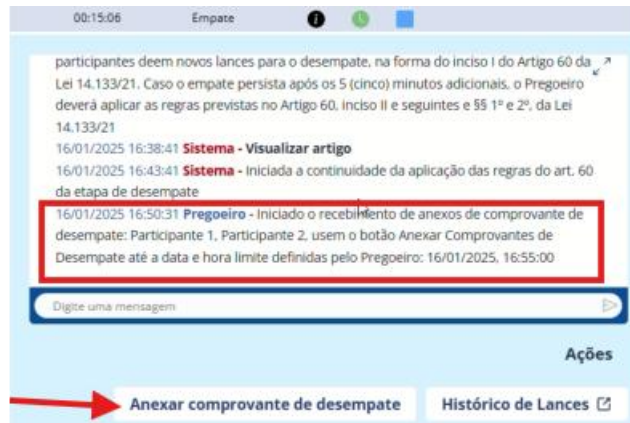 00:15:06 Empate
participantes deem novos lances para o desempate, na forma do inciso I do Artigo 60 da
Lei 14.133/21. Caso o empate persista após os 5 (cinco) minutos adicionais, o Pregoeiro
deverá aplicar as regras previstas no Artigo 60, inciso II e seguintes e §§ 1º e 2º, da Lei
14.133/21
16/01/2025 16:38:41 Sistema - Visualizar artigo
16/01/2025 16:43:41 Sistema - Iniciada a continuidade da aplicação das regras do art. 60
da etapa de desempate
16/01/2025 16:50:31 Pregoeiro - Iniciado o recebimento de anexos de comprovante de
desempate: Participante 1, Participante 2, usem o botão Anexar Comprovantes de
Desempate até a data e hora limite definidas pelo Pregoeiro: 16/01/2025, 16:55:00
Digite uma mensagem
Ações
Anexar comprovante de desempate Histórico de Lances